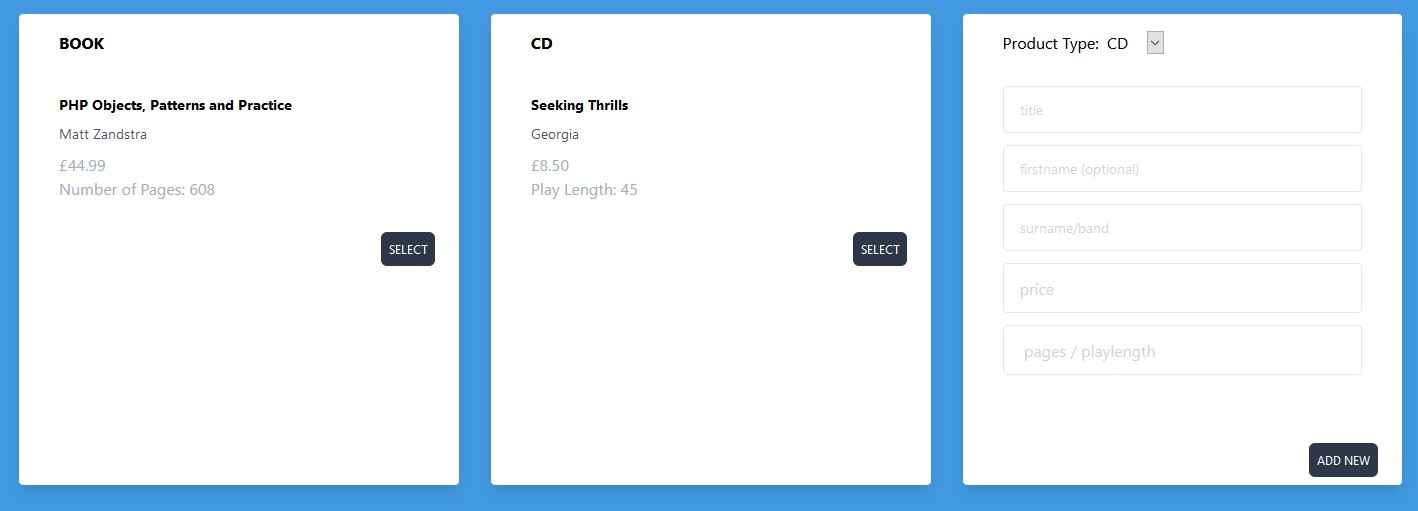 BOOK
PHP Objects, Patterns and Practice
Matt Zandstra
£44.99
Number of Pages: 608
SELECT
CD
Seeking Thrills
Georgia
£8.50
Play Length: 45
SELECT
Product Type: CD
title
firstname (optional)
surname/band
price
pages / playlength
ADD NEW